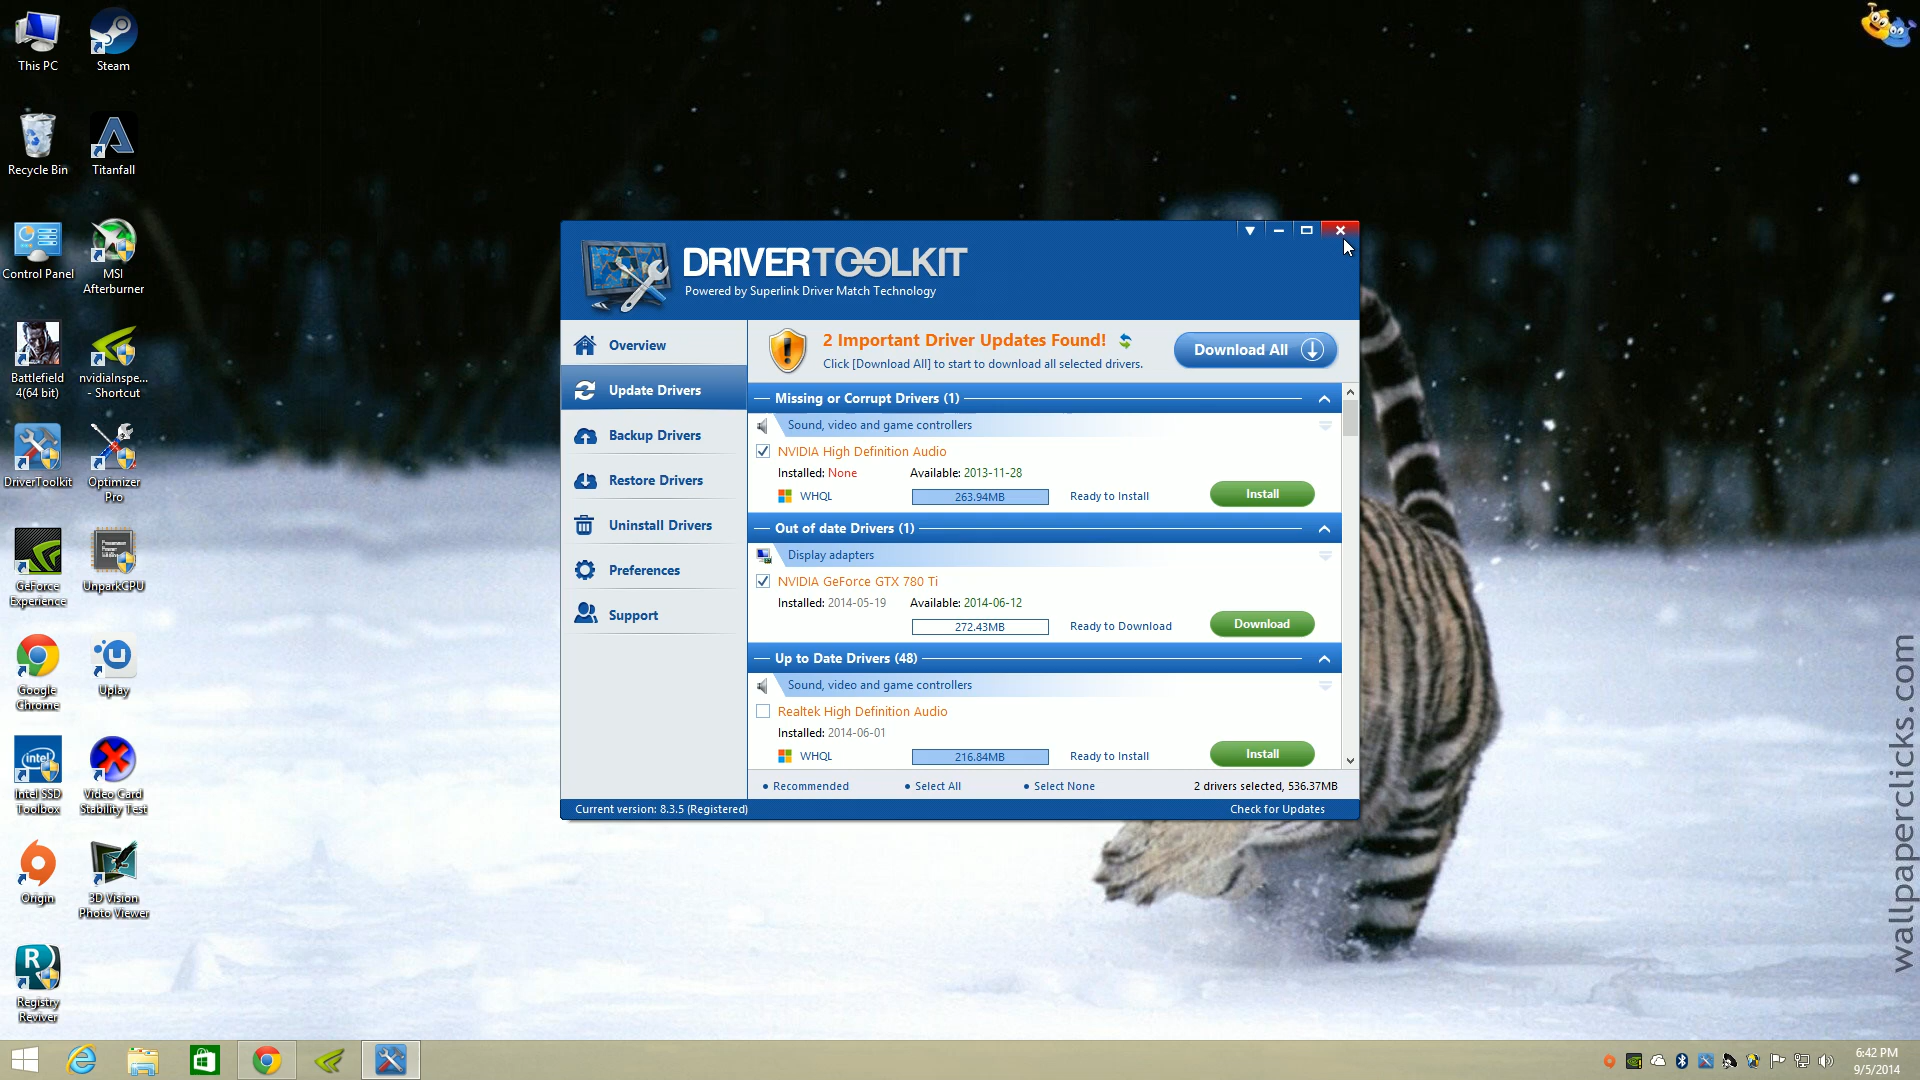 This PC
Steam
Recycle Bin
Titanfall
Control Panel
MSI
Afterburner
Battlefield
4(64 bit)
nvidiaInspe...
- Shortcut
DriverToolkit
Optimizer
Pro
GeForce
Experience
UnparkCPU
Google
Chrome
Uplay
intel
Intel SSD
Toolbox
Video Card
Stability Test
Origin
3D Vision
Photo Viewer
R
Registry
Reviver
DRIVERTOOLKIT
Powered by Superlink Driver Match Technology
Overview
Update Drivers
Backup Drivers
Restore Drivers
Uninstall Drivers
Preferences
Support
2 Important Driver Updates Found!
Click [Download All] to start to download all selected drivers.
Download All
Missing or Corrupt Drivers (1)
Sound, video and game controllers
NVIDIA High Definition Audio
Installed: None Available: 2013-11-28
WHQL 263.94MB Ready to Install Install
Out of date Drivers (1)
Display adapters
NVIDIA GeForce GTX 780 Ti
Installed: 2014-05-19 Available: 2014-06-12
272.43MB Ready to Download Download
Up to Date Drivers (48)
Sound, video and game controllers
Realtek High Definition Audio
Installed: 2014-06-01
WHQL 216.84MB Ready to Install Install
Recommended Select All Select None 2 drivers selected, 536.37MB
Current version: 8.3.5 (Registered) Check for Updates
wallpaperclicks.com
6:42 PM
9/5/2014